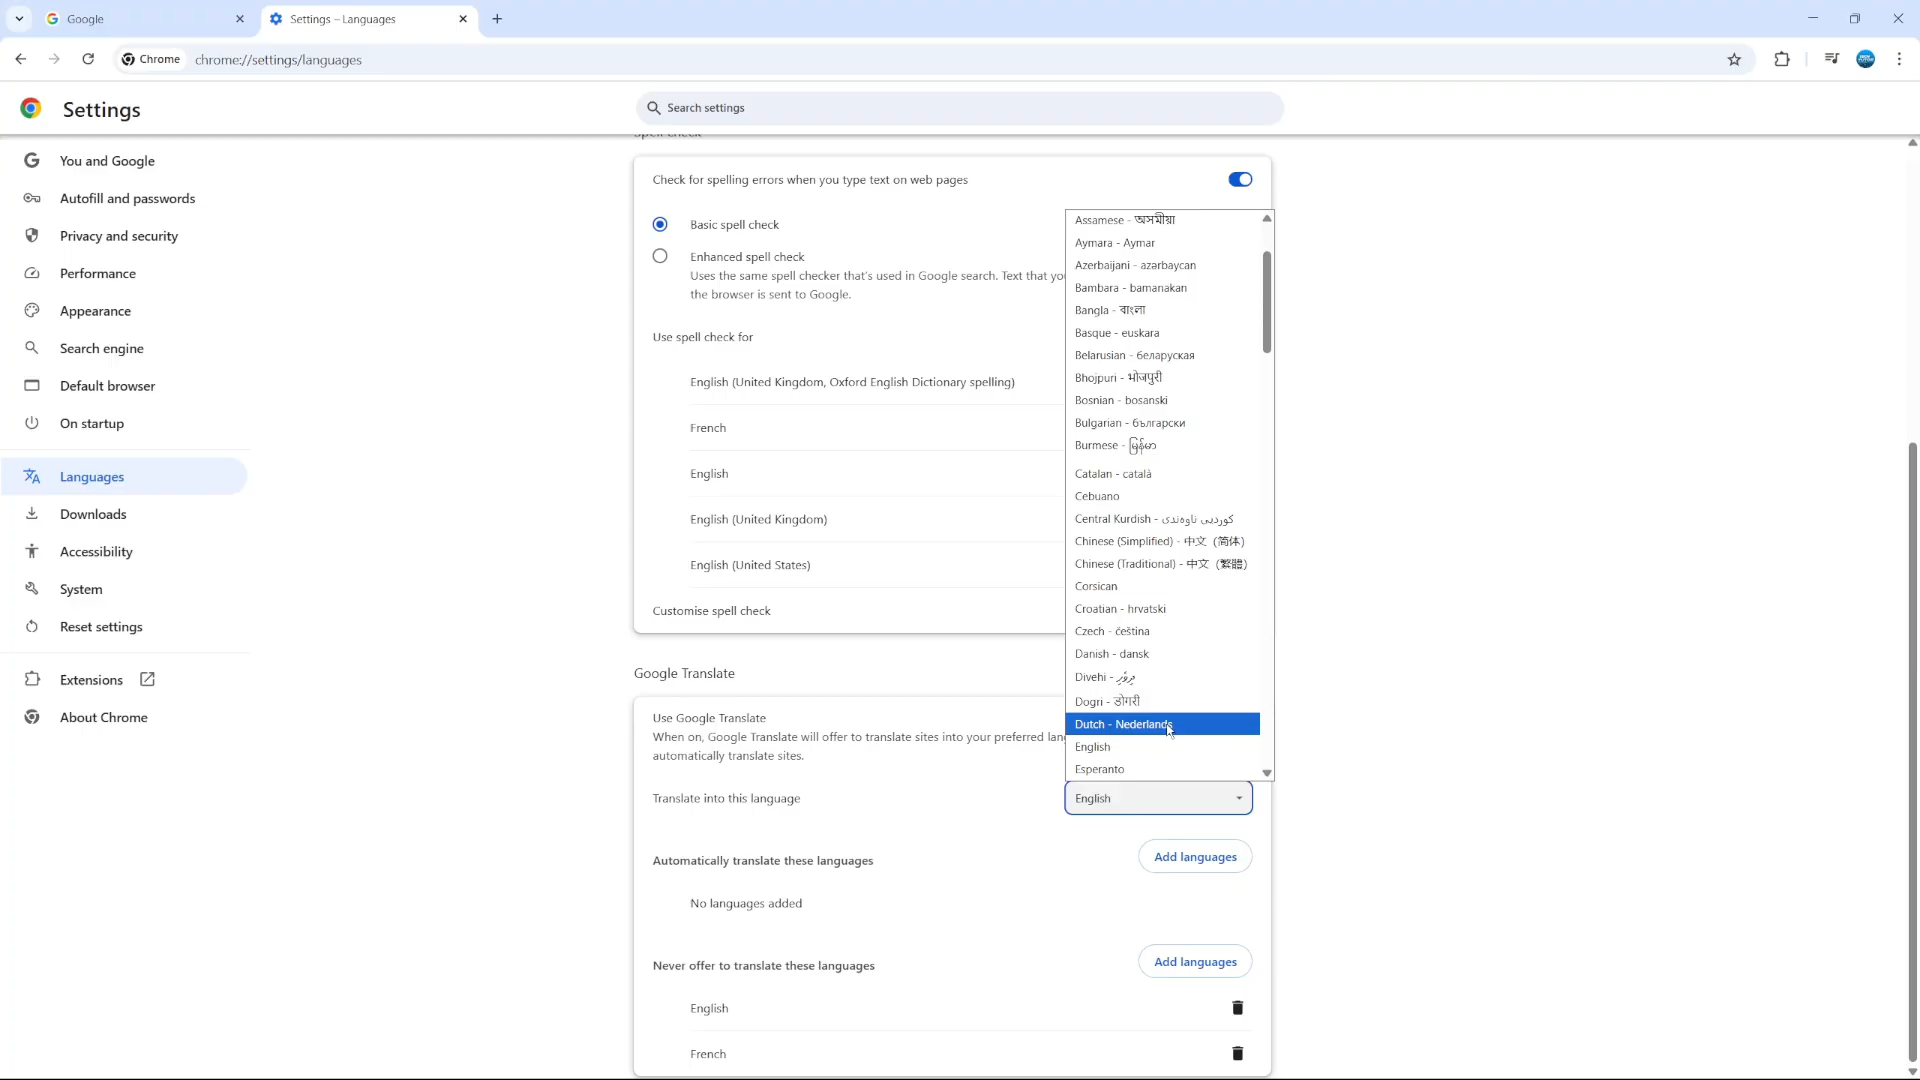 Google
Settings – Languages
Chrome
chrome://settings/languages
Settings
Search settings
You and Google
Autofill and passwords
Privacy and security
Performance
Appearance
Search engine
Default browser
On startup
Languages
Downloads
Accessibility
System
Reset settings
Extensions
About Chrome
Spell check
Check for spelling errors when you type text on web pages
Basic spell check
Enhanced spell check
Uses the same spell checker that's used in Google search. Text that you
the browser is sent to Google.
Use spell check for
English (United Kingdom, Oxford English Dictionary spelling)
French
English
English (United Kingdom)
English (United States)
Customise spell check
Assamese - অসমীয়া
Aymara - Aymar
Azerbaijani - azərbaycan
Bambara - bamanakan
Bangla - বাংলা
Basque - euskara
Belarusian - беларуская
Bhojpuri - भोजपुरी
Bosnian - bosanski
Bulgarian - български
Burmese - မြန်မာ
Catalan - català
Cebuano
Central Kurdish - کوردیی ناوەندی
Chinese (Simplified) - 中文（简体）
Chinese (Traditional) - 中文（繁體）
Corsican
Croatian - hrvatski
Czech - čeština
Danish - dansk
Divehi - ދިވެހި
Dogri - डोगरी
Dutch - Nederlands
English
Esperanto
Google Translate
Use Google Translate
When on, Google Translate will offer to translate sites into your preferred
automatically translate sites.
Translate into this language
English
Automatically translate these languages
Add languages
No languages added
Never offer to translate these languages
Add languages
English
French